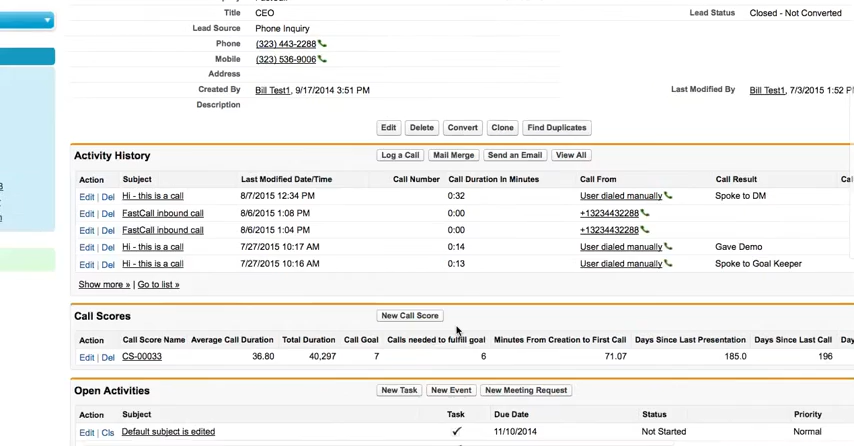 Title CEO Lead Status Closed - Not Converted
Lead Source Phone Inquiry
Phone (323) 443-2288
Mobile (323) 536-9006
Address
Created By Bill Test1, 9/17/2014 3:51 PM Last Modified By Bill Test1, 7/3/2015 1:52 P
Description
Edit Delete Convert Clone Find Duplicates
Activity History Log a Call Mail Merge Send an Email View All
Action Subject Last Modified Date/Time Call Number Call Duration In Minutes Call From Call Result Cal
Edit | Del Hi - this is a call 8/7/2015 12:34 PM 0:32 User dialed manually Spoke to DM
Edit | Del FastCall inbound call 8/6/2015 1:08 PM 0:00 +13234432288
Edit | Del FastCall inbound call 8/6/2015 1:04 PM 0:00 +13234432288
Edit | Del Hi - this is a call 7/27/2015 10:17 AM 0:14 User dialed manually Gave Demo
Edit | Del Hi - this is a call 7/27/2015 10:16 AM 0:13 User dialed manually Spoke to Goal Keeper
Show more » | Go to list »
Call Scores New Call Score
Action Call Score Name Average Call Duration Total Duration Call Goal Calls needed to fulfill goal Minutes From Creation to First Call Days Since Last Presentation Days Since Last Call Day
Edit | Del CS-00033 36.80 40,297 7 6 71.07 185.0 196
Open Activities New Task New Event New Meeting Request
Action Subject Task Due Date Status Priority
Edit | Cls Default subject is edited 11/10/2014 Not Started Normal